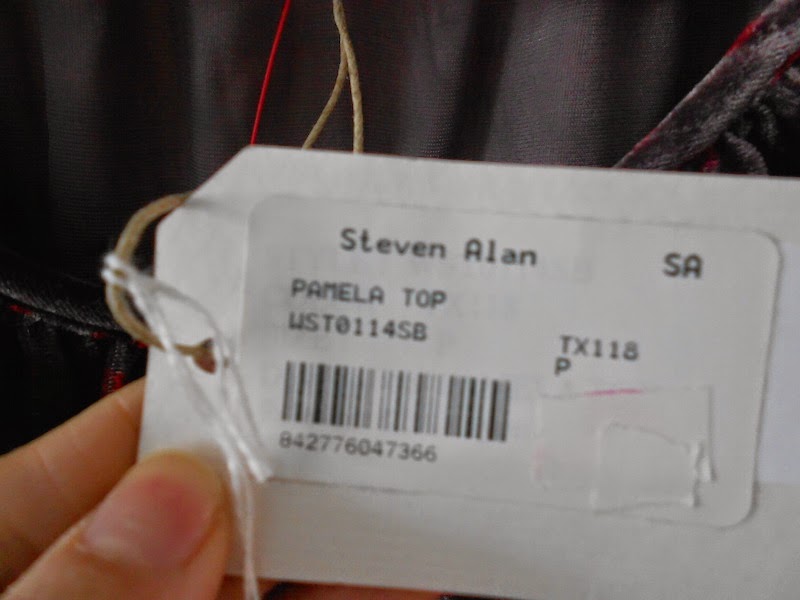 Steven Alan
SA
PAMELA TOP
WST0114SB
TX118
P
842776047366